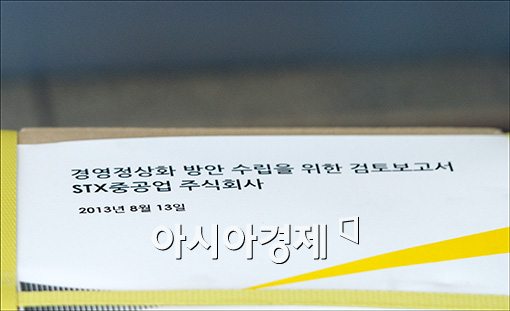 경영정상화 방안 수립을 위한 검토보고서
STX중공업 주식회사
2013년 8월 13일
아시아경제